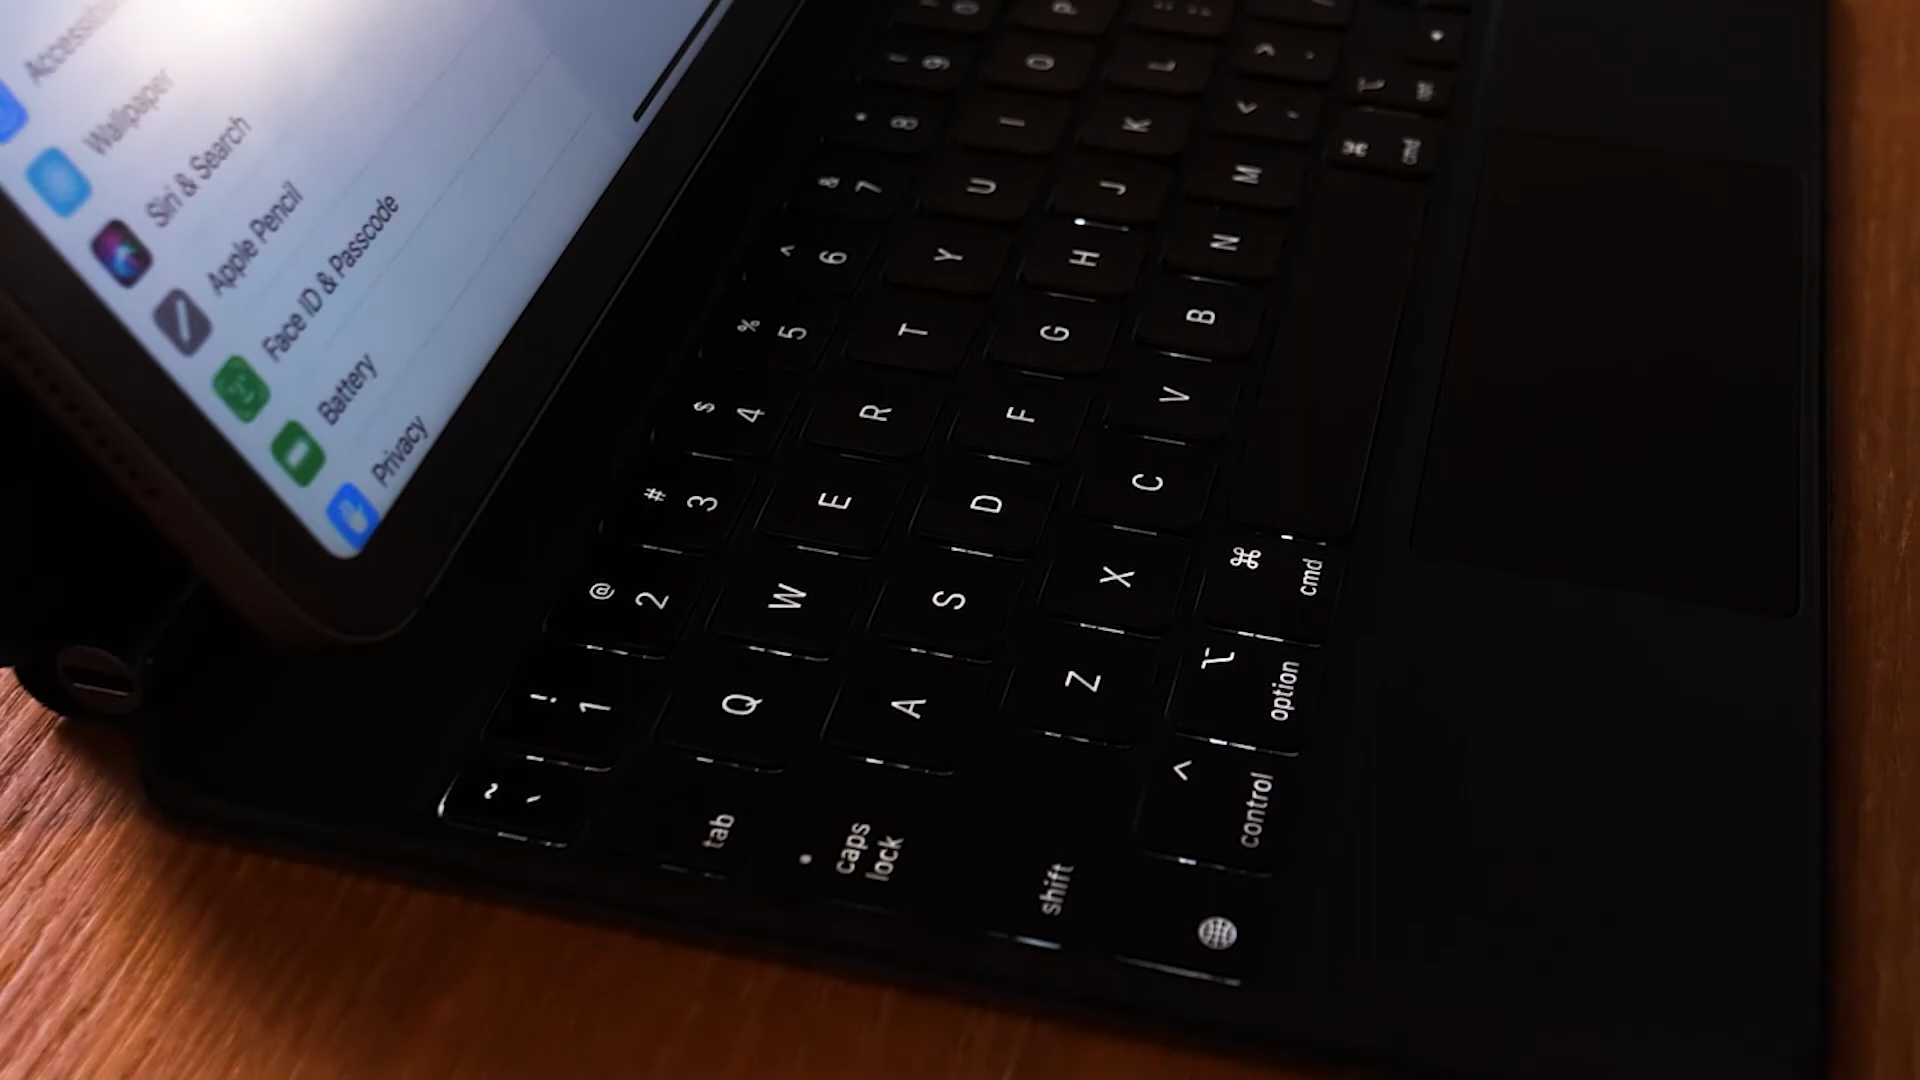 Wallpaper
Siri & Search
Apple Pencil
Face ID & Passcode
Battery
Privacy
~ `
! 1
@ 2
# 3
$ 4
% 5
^ 6
& 7
* 8
( 9
tab
Q
W
E
R
T
Y
U
I
O
P
caps
lock
A
S
D
F
G
H
J
K
L
shift
Z
X
C
V
B
N
M
< ,
> .
^ control
⌥ option
⌘ cmd
⌘ cmd
⌥